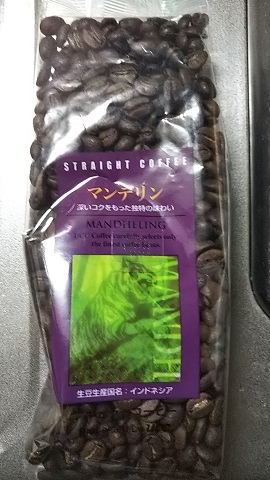 STRAIGHT COFFEE
マンデリン
深いコクをもった独特の味わい
MANDHELING
UCC Coffee carefully selects only
the finest coffee beans.
生豆生産国名：インドネシア